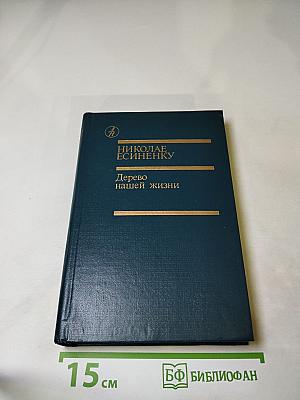 НИКОЛАЕ
ЕСИНЕНКУ
Дерево
нашей жизни
15 см
БФ БИБЛИОФАН